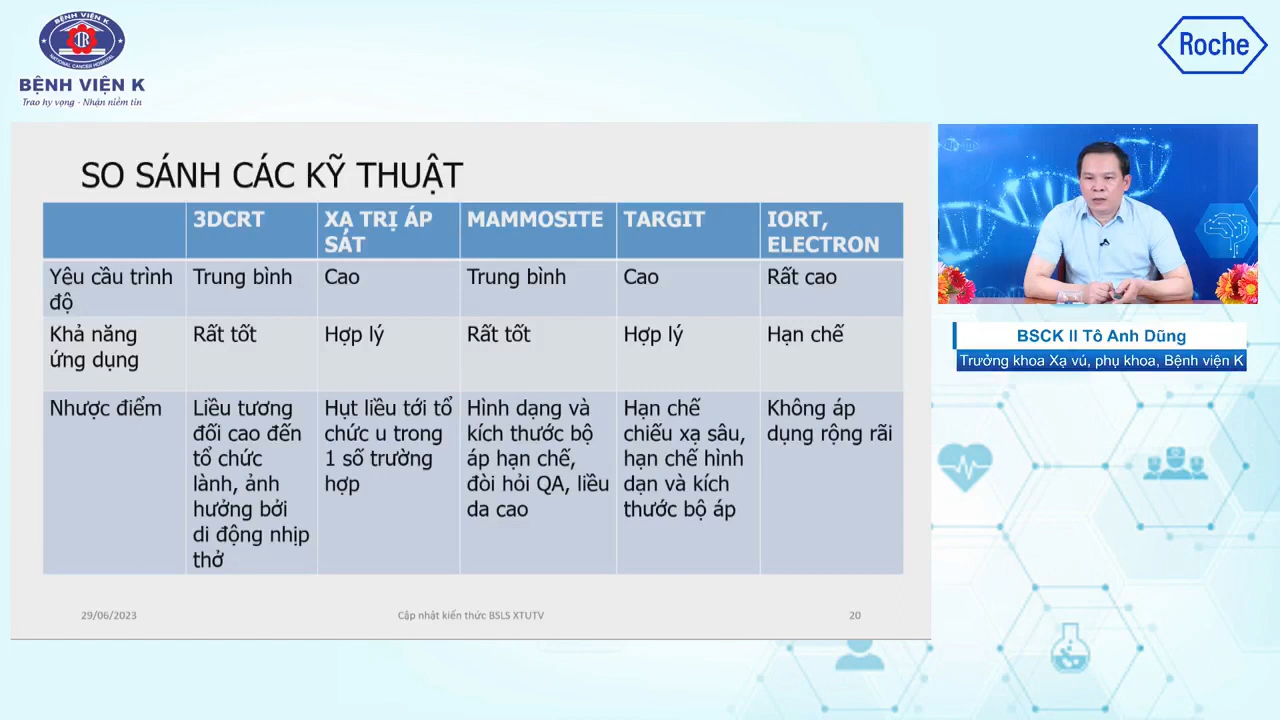 BỆNH VIỆN K
NATIONAL CANCER HOSPITAL
BỆNH VIỆN K
Trao hy vọng - Nhận niềm tin
Roche
SO SÁNH CÁC KỸ THUẬT
3DCRT
XẠ TRỊ ÁP
SÁT
MAMMOSITE
TARGIT
IORT,
ELECTRON
Yêu cầu trình
độ
Trung bình
Cao
Trung bình
Cao
Rất cao
Khả năng
ứng dụng
Rất tốt
Hợp lý
Rất tốt
Hợp lý
Hạn chế
Nhược điểm
Liều tương
đối cao đến
tổ chức
lành, ảnh
hưởng bởi
di động nhịp
thở
Hụt liều tới tổ
chức u trong
1 số trường
hợp
Hình dạng và
kích thước bộ
áp hạn chế,
đòi hỏi QA, liều
da cao
Hạn chế
chiếu xạ sâu,
hạn chế hình
dạn và kích
thước bộ áp
Không áp
dụng rộng rãi
29/06/2023
Cập nhật kiến thức BSLS XTUTV
20
BSCK II Tô Anh Dũng
Trưởng khoa Xạ vú, phụ khoa, Bệnh viện K